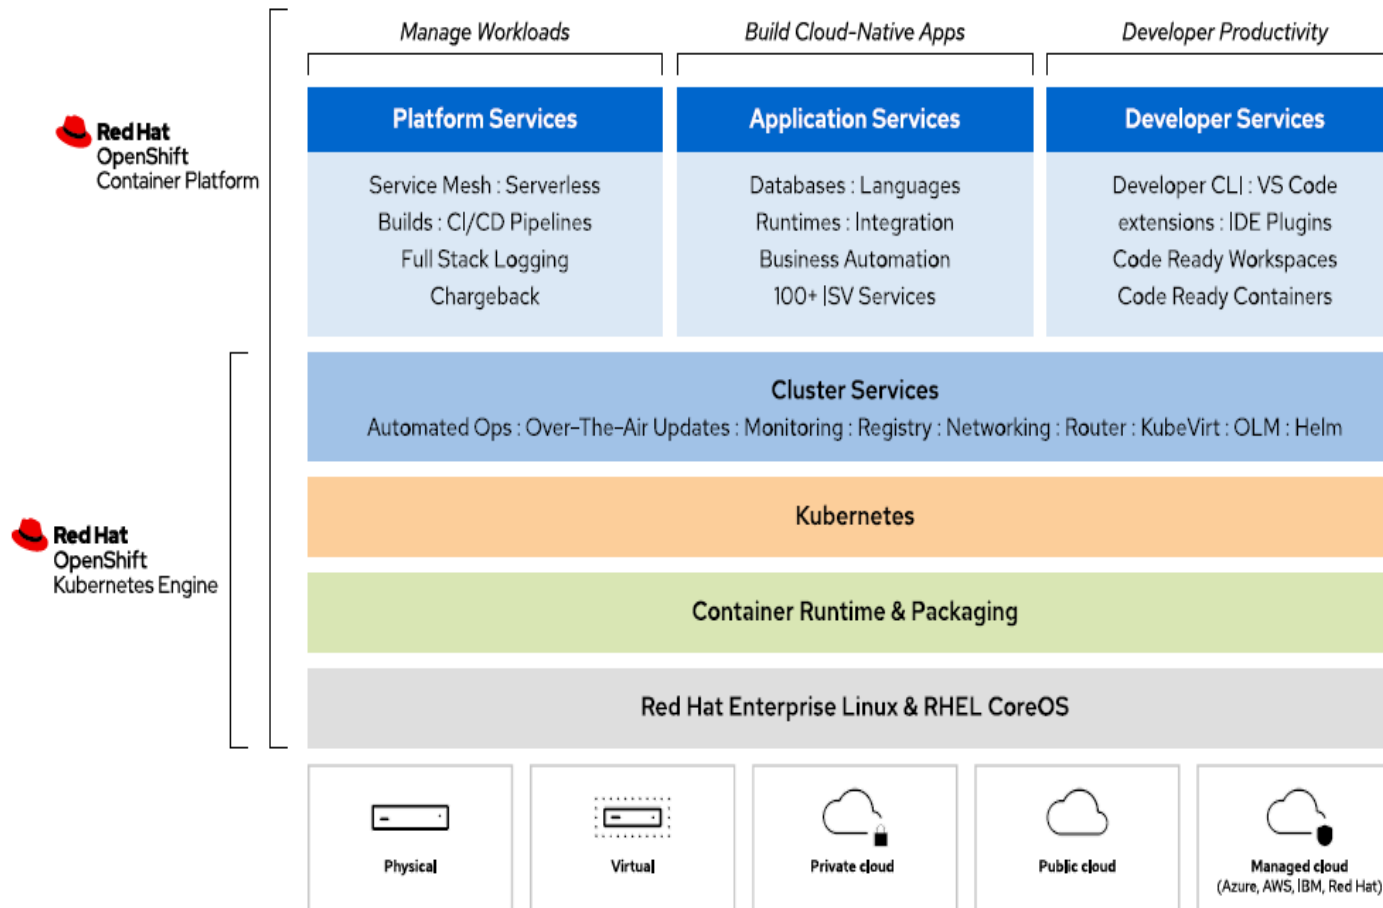 Manage Workloads
Build Cloud-Native Apps
Developer Productivity
Red Hat
OpenShift
Container Platform
Platform Services
Service Mesh : Serverless
Builds : CI/CD Pipelines
Full Stack Logging
Chargeback
Application Services
Databases : Languages
Runtimes : Integration
Business Automation
100+ ISV Services
Developer Services
Developer CLI : VS Code
extensions : IDE Plugins
Code Ready Workspaces
Code Ready Containers
Red Hat
OpenShift
Kubernetes Engine
Cluster Services
Automated Ops : Over-The-Air Updates : Monitoring : Registry : Networking : Router : KubeVirt : OLM : Helm
Kubernetes
Container Runtime & Packaging
Red Hat Enterprise Linux & RHEL CoreOS
Physical
Virtual
Private cloud
Public cloud
Managed cloud
(Azure, AWS, IBM, Red Hat)